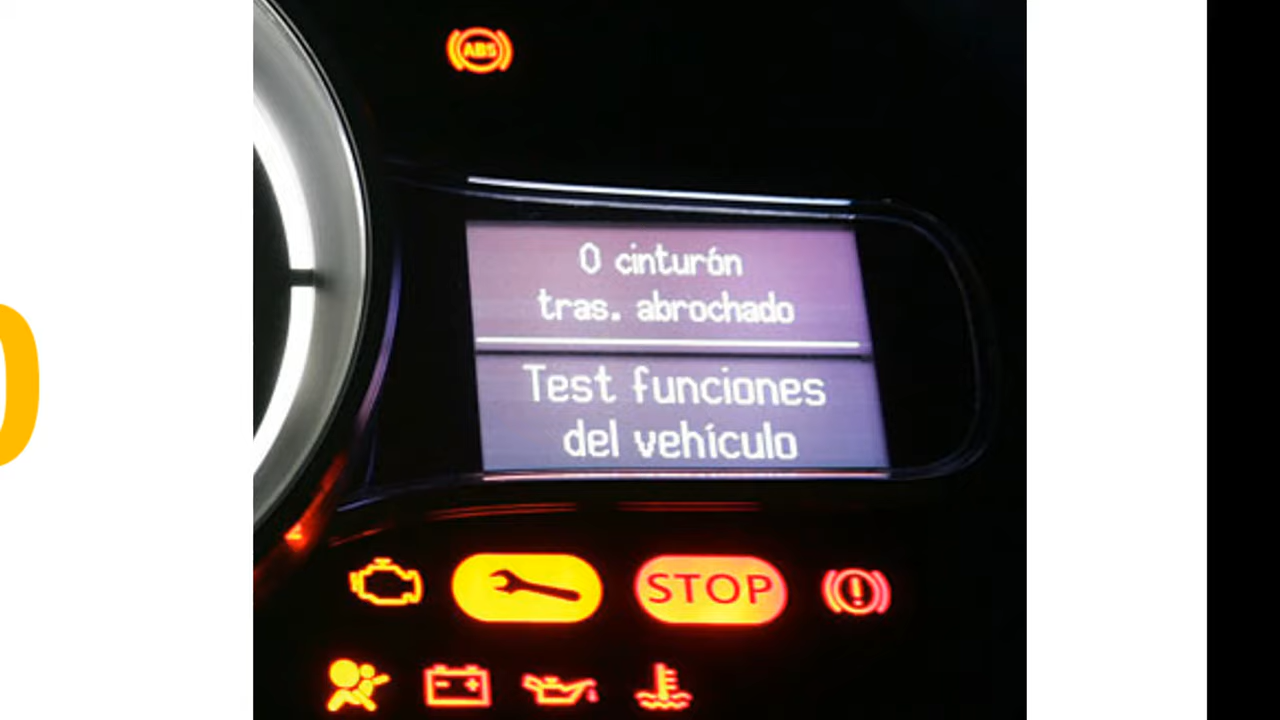 ABS
0 cinturón
tras. abrochado
Test funciones
del vehículo
STOP